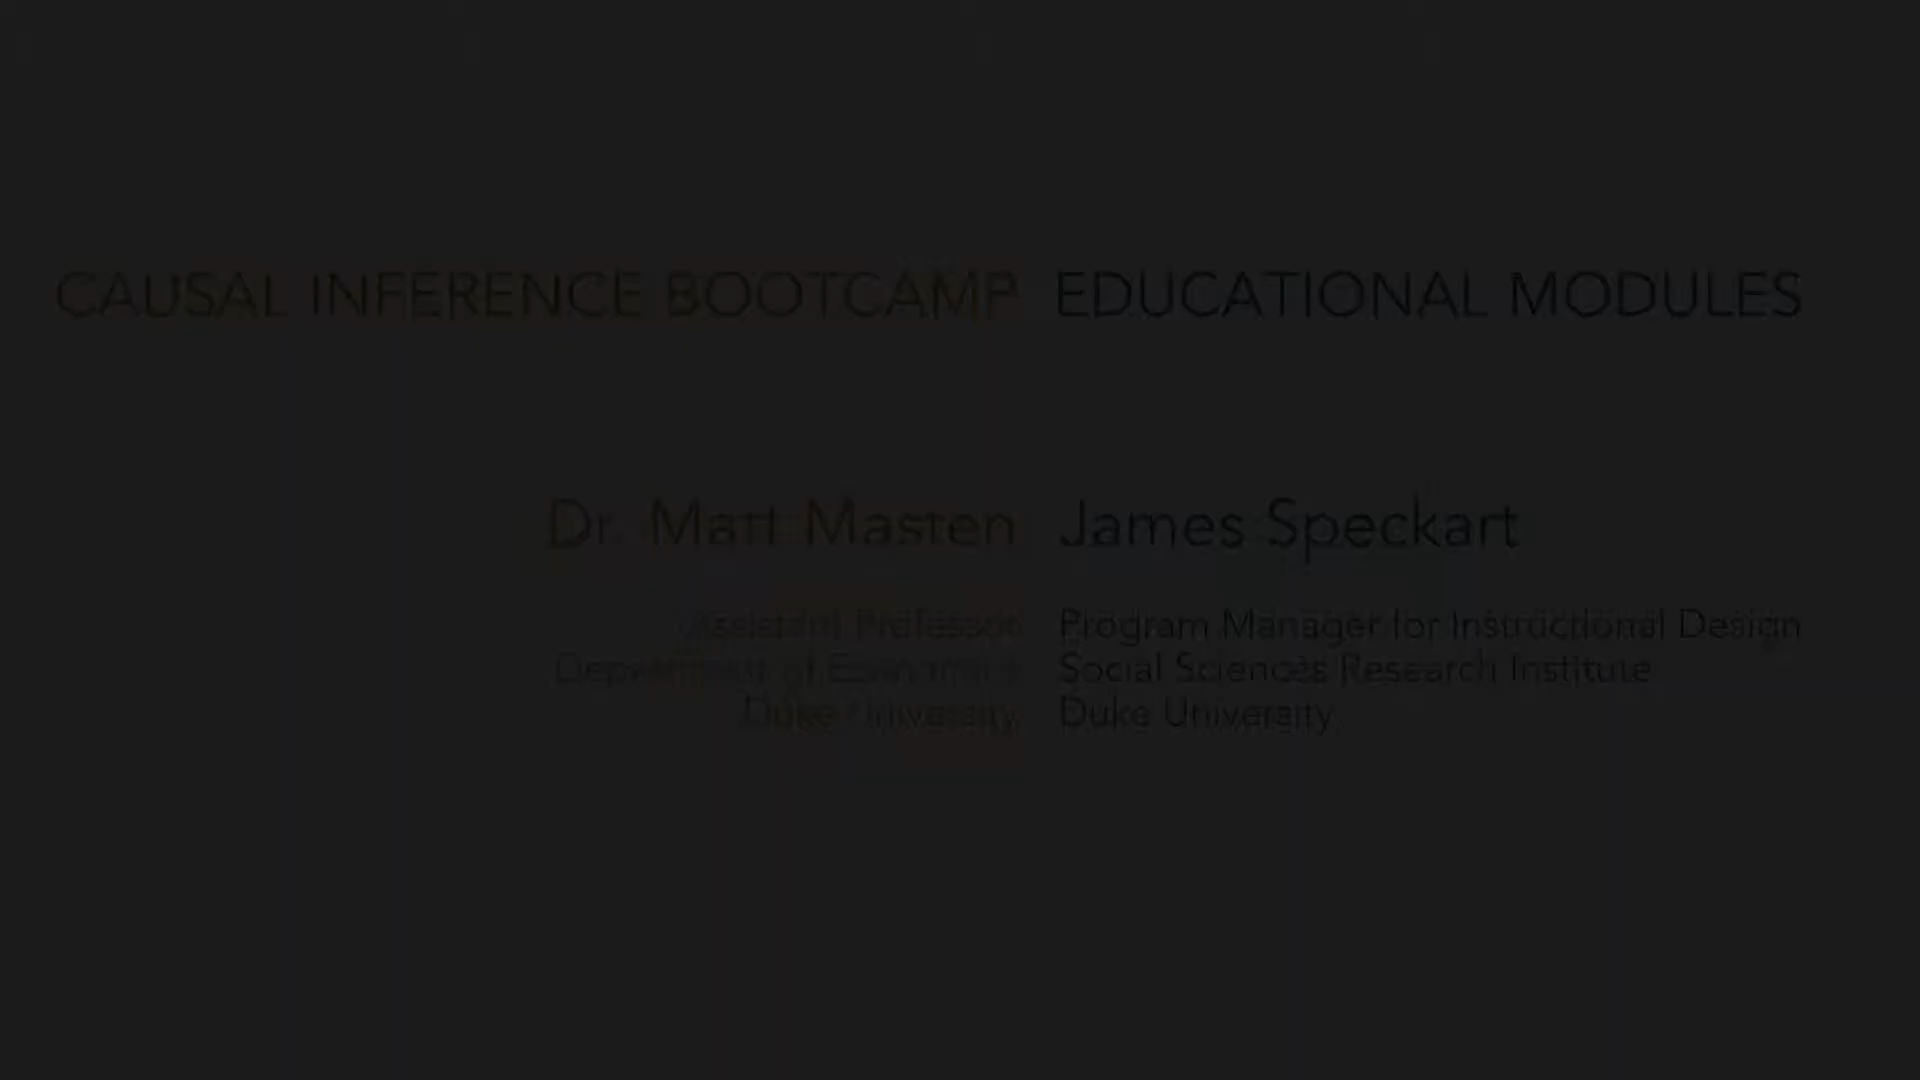 CAUSAL INFERENCE BOOTCAMP EDUCATIONAL MODULES
Dr. Matt Masten
Assistant Professor
Department of Economics
Duke University
James Speckart
Program Manager for Instructional Design
Social Sciences Research Institute
Duke University